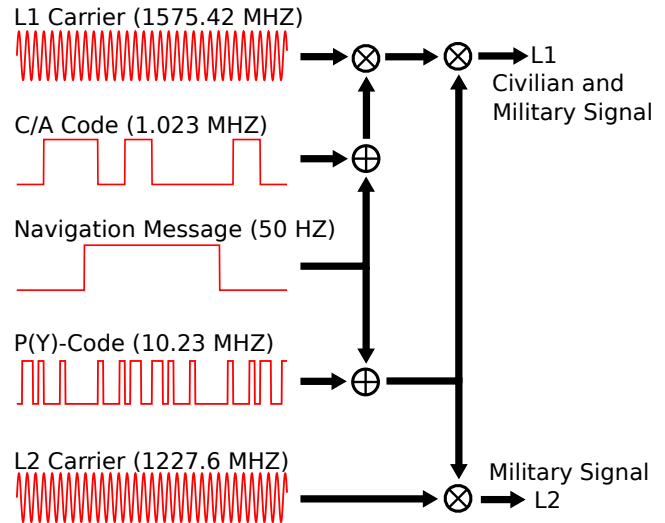 L1 Carrier (1575.42 MHZ)
L1
Civilian and
Military Signal
C/A Code (1.023 MHZ)
Navigation Message (50 HZ)
P(Y)-Code (10.23 MHZ)
L2 Carrier (1227.6 MHZ)
Military Signal
L2